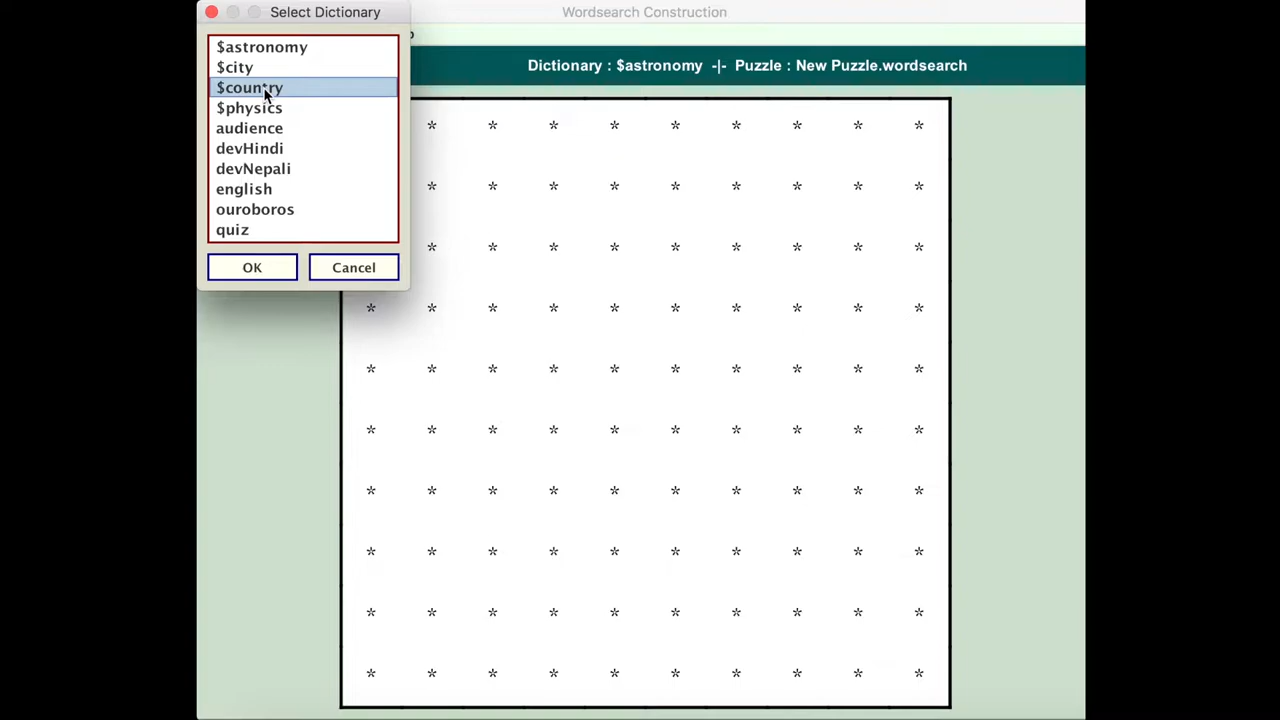 Select Dictionary
Wordsearch Construction
Dictionary : $astronomy -|- Puzzle : New Puzzle.wordsearch
$astronomy
$city
$country
$physics
audience
devHindi
devNepali
english
ouroboros
quiz
OK Cancel
* * * * * * * * *
* * * * * * * * *
* * * * * * * * *
* * * * * * * * * *
* * * * * * * * * *
* * * * * * * * * *
* * * * * * * * * *
* * * * * * * * * *
* * * * * * * * * *
* * * * * * * * * *